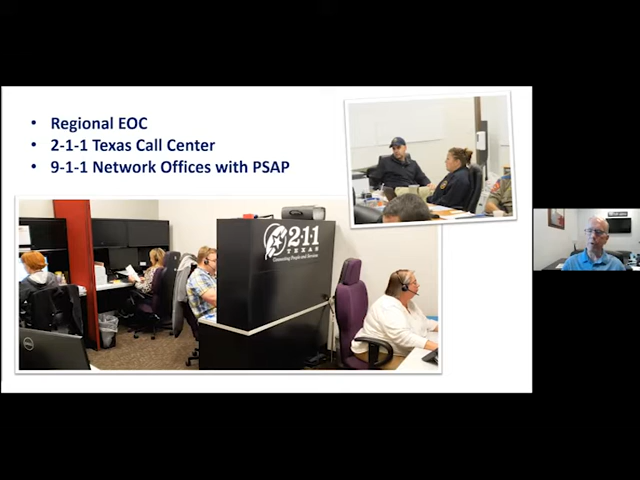 • Regional EOC
• 2-1-1 Texas Call Center
• 9-1-1 Network Offices with PSAP
2·1·1
TEXAS
Connecting People and Services
DELL